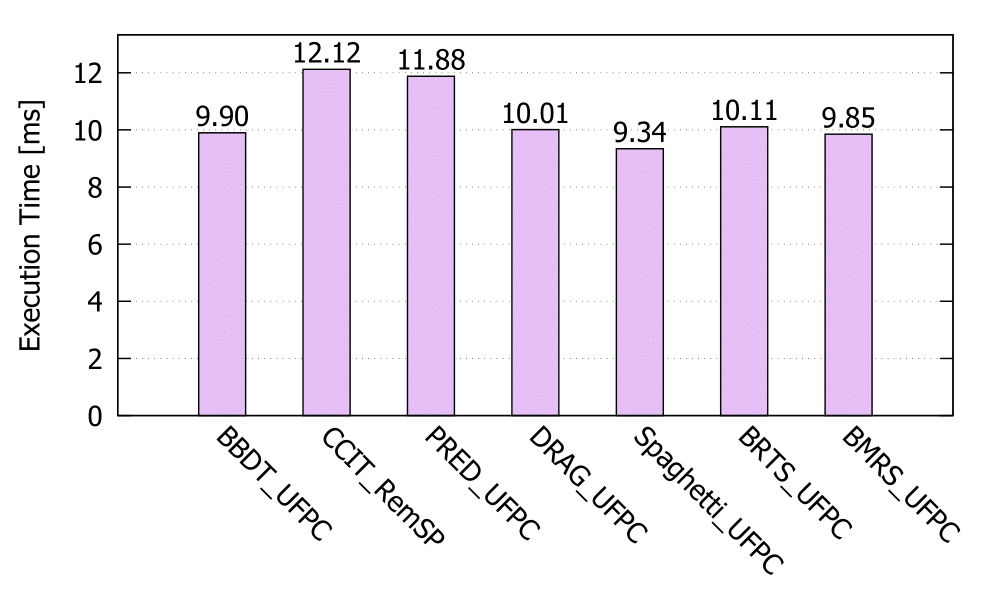 Execution Time [ms]
12
10
8
6
4
2
0
9.90
12.12
11.88
10.01
9.34
10.11
9.85
BBDT_UFPC
CCIT_RemSP
PRED_UFPC
DRAG_UFPC
Spaghetti_UFPC
BRTS_UFPC
BMRS_UFPC